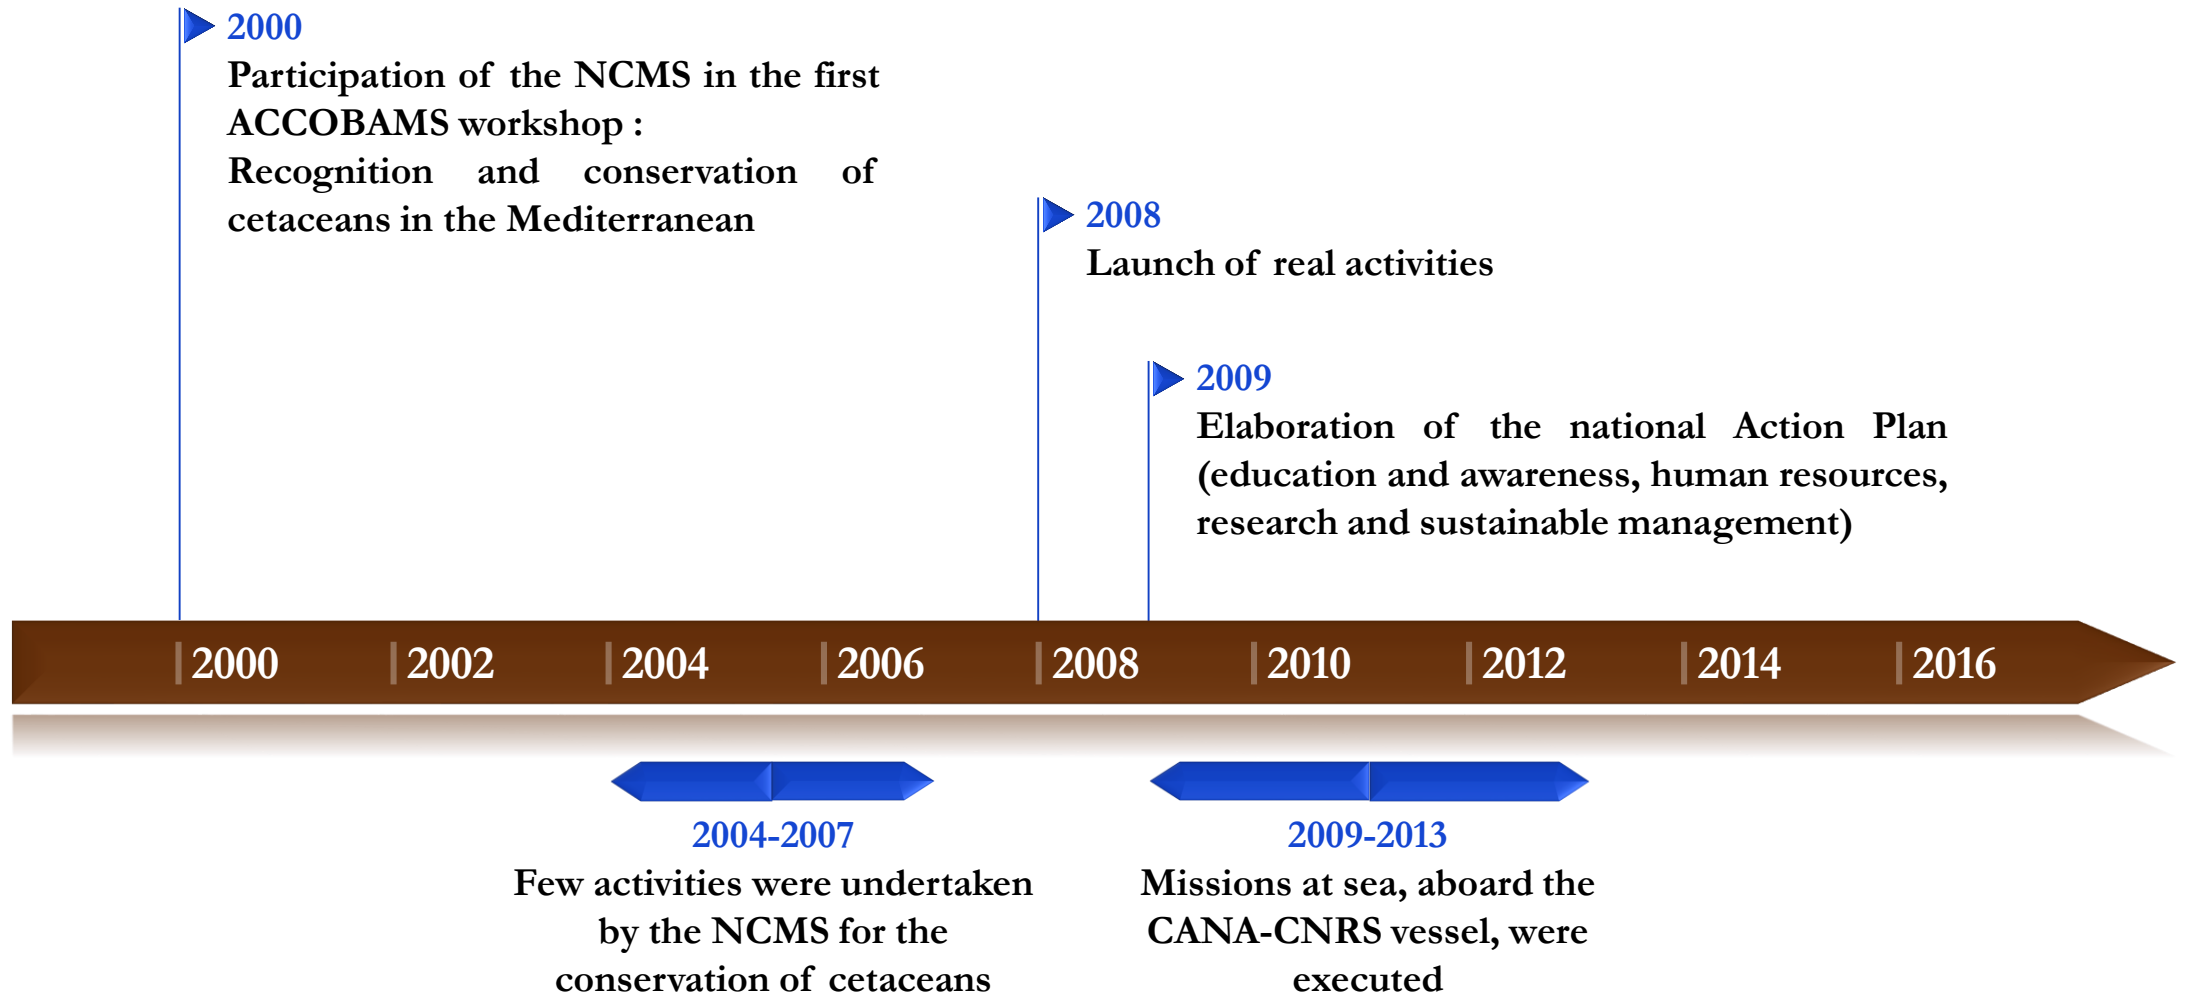 2000
Participation of the NCMS in the first
ACCOBAMS workshop :
Recognition and conservation of
cetaceans in the Mediterranean
2008
Launch of real activities
2009
Elaboration of the national Action Plan
(education and awareness, human resources,
research and sustainable management)
2000 2002 2004 2006 2008 2010 2012 2014 2016
2004-2007
Few activities were undertaken
by the NCMS for the
conservation of cetaceans
2009-2013
Missions at sea, aboard the
CANA-CNRS vessel, were
executed